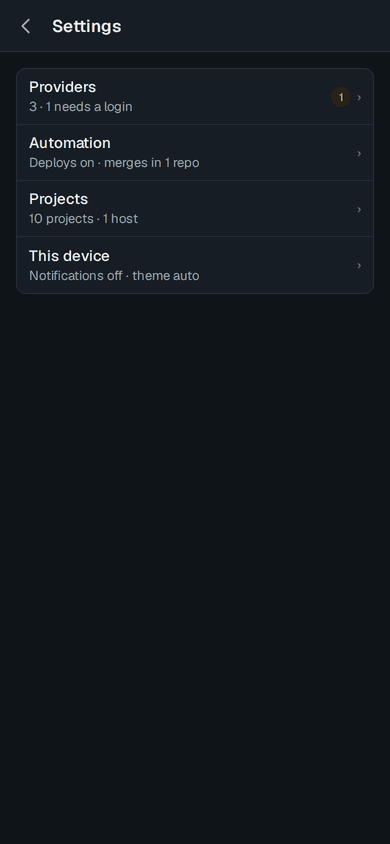 Settings
Providers
3 · 1 needs a login
1
Automation
Deploys on · merges in 1 repo
Projects
10 projects · 1 host
This device
Notifications off · theme auto